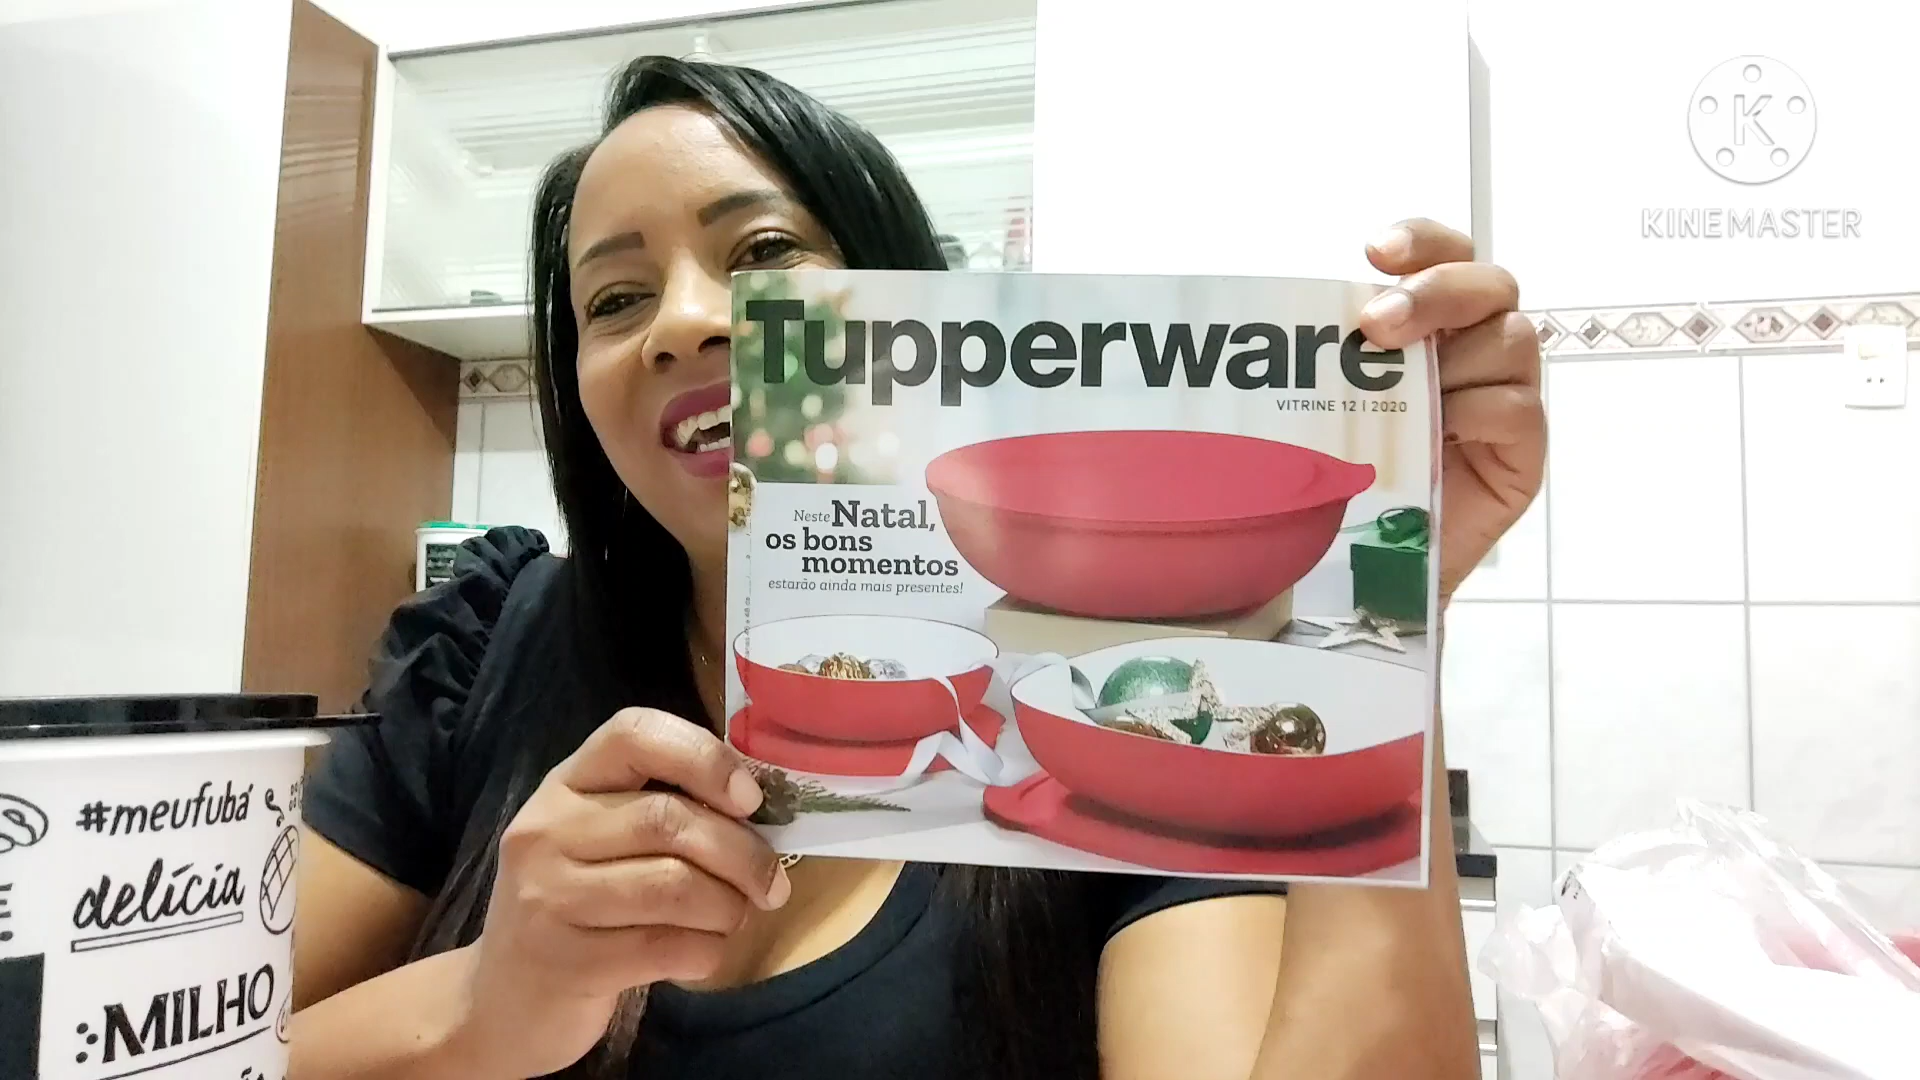 K
KINEMASTER
Tupperware
VITRINE 12 | 2020
Neste Natal,
os bons
momentos
estarão ainda mais presentes!
#meufubá
delícia
MILHO